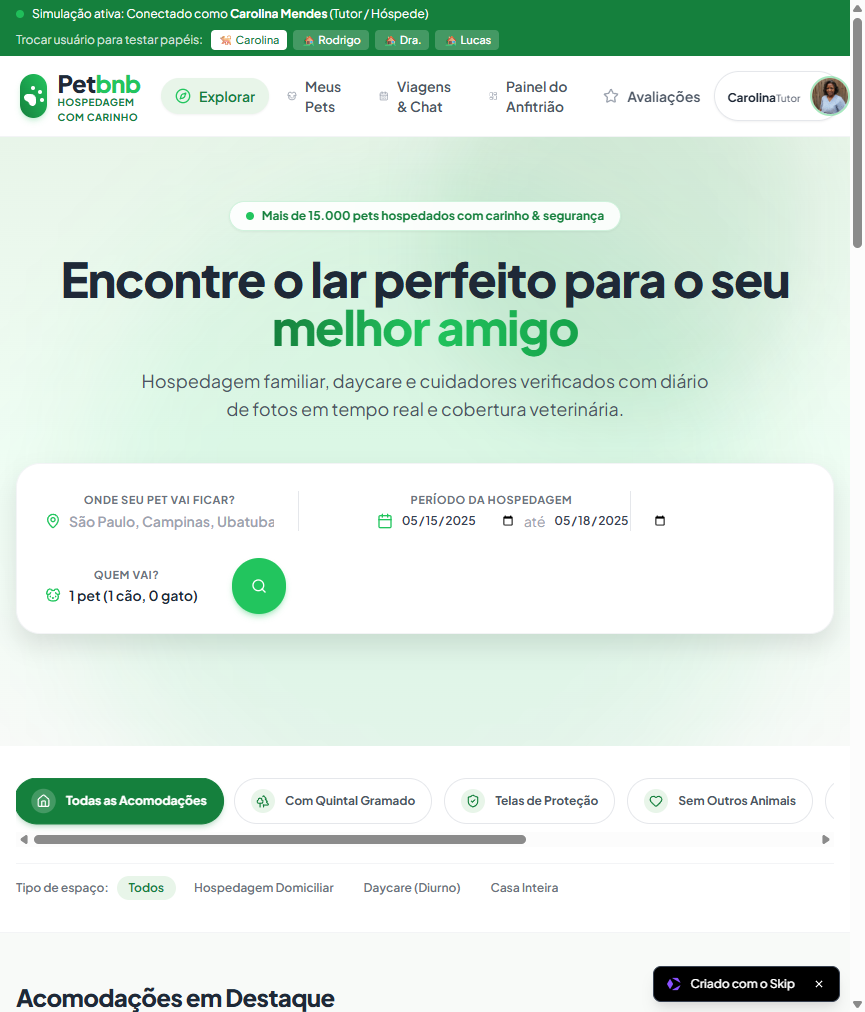 Simulação ativa: Conectado como Carolina Mendes (Tutor / Hóspede)
Trocar usuário para testar papéis: Carolina Rodrigo Dra. Lucas
Petbnb
HOSPEDAGEM
COM CARINHO
Explorar
Meus
Pets
Viagens
& Chat
Painel do
Anfitrião
Avaliações
Carolina Tutor
Mais de 15.000 pets hospedados com carinho & segurança
Encontre o lar perfeito para o seu
melhor amigo
Hospedagem familiar, daycare e cuidadores verificados com diário
de fotos em tempo real e cobertura veterinária.
ONDE SEU PET VAI FICAR?
São Paulo, Campinas, Ubatuba
PERÍODO DA HOSPEDAGEM
05/15/2025 até 05/18/2025
QUEM VAI?
1 pet (1 cão, 0 gato)
Todas as Acomodações
Com Quintal Gramado
Telas de Proteção
Sem Outros Animais
Tipo de espaço: Todos Hospedagem Domiciliar Daycare (Diurno) Casa Inteira
Acomodações em Destaque
Criado com o Skip ×